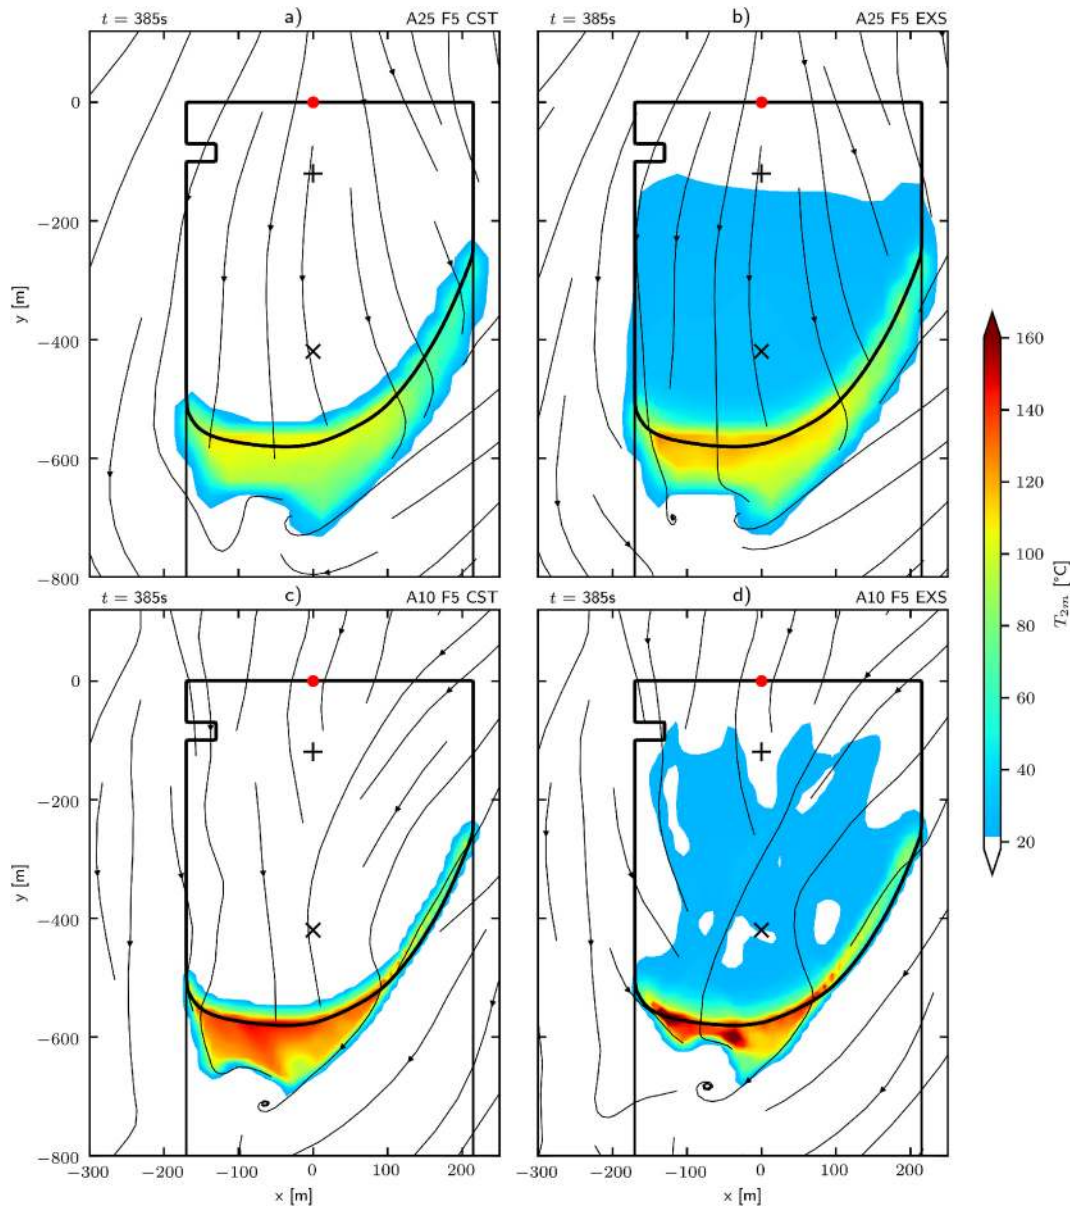 t = 385s a) A25 F5 CST
t = 385s b) A25 F5 EXS
0
−200
−400
−600
−800
y [m]
t = 385s c) A10 F5 CST
t = 385s d) A10 F5 EXS
0
−200
−400
−600
−800
y [m]
−300 −200 −100 0 100 200
x [m]
−200 −100 0 100 200
x [m]
160
140
120
100
80
60
40
20
T2m [°C]